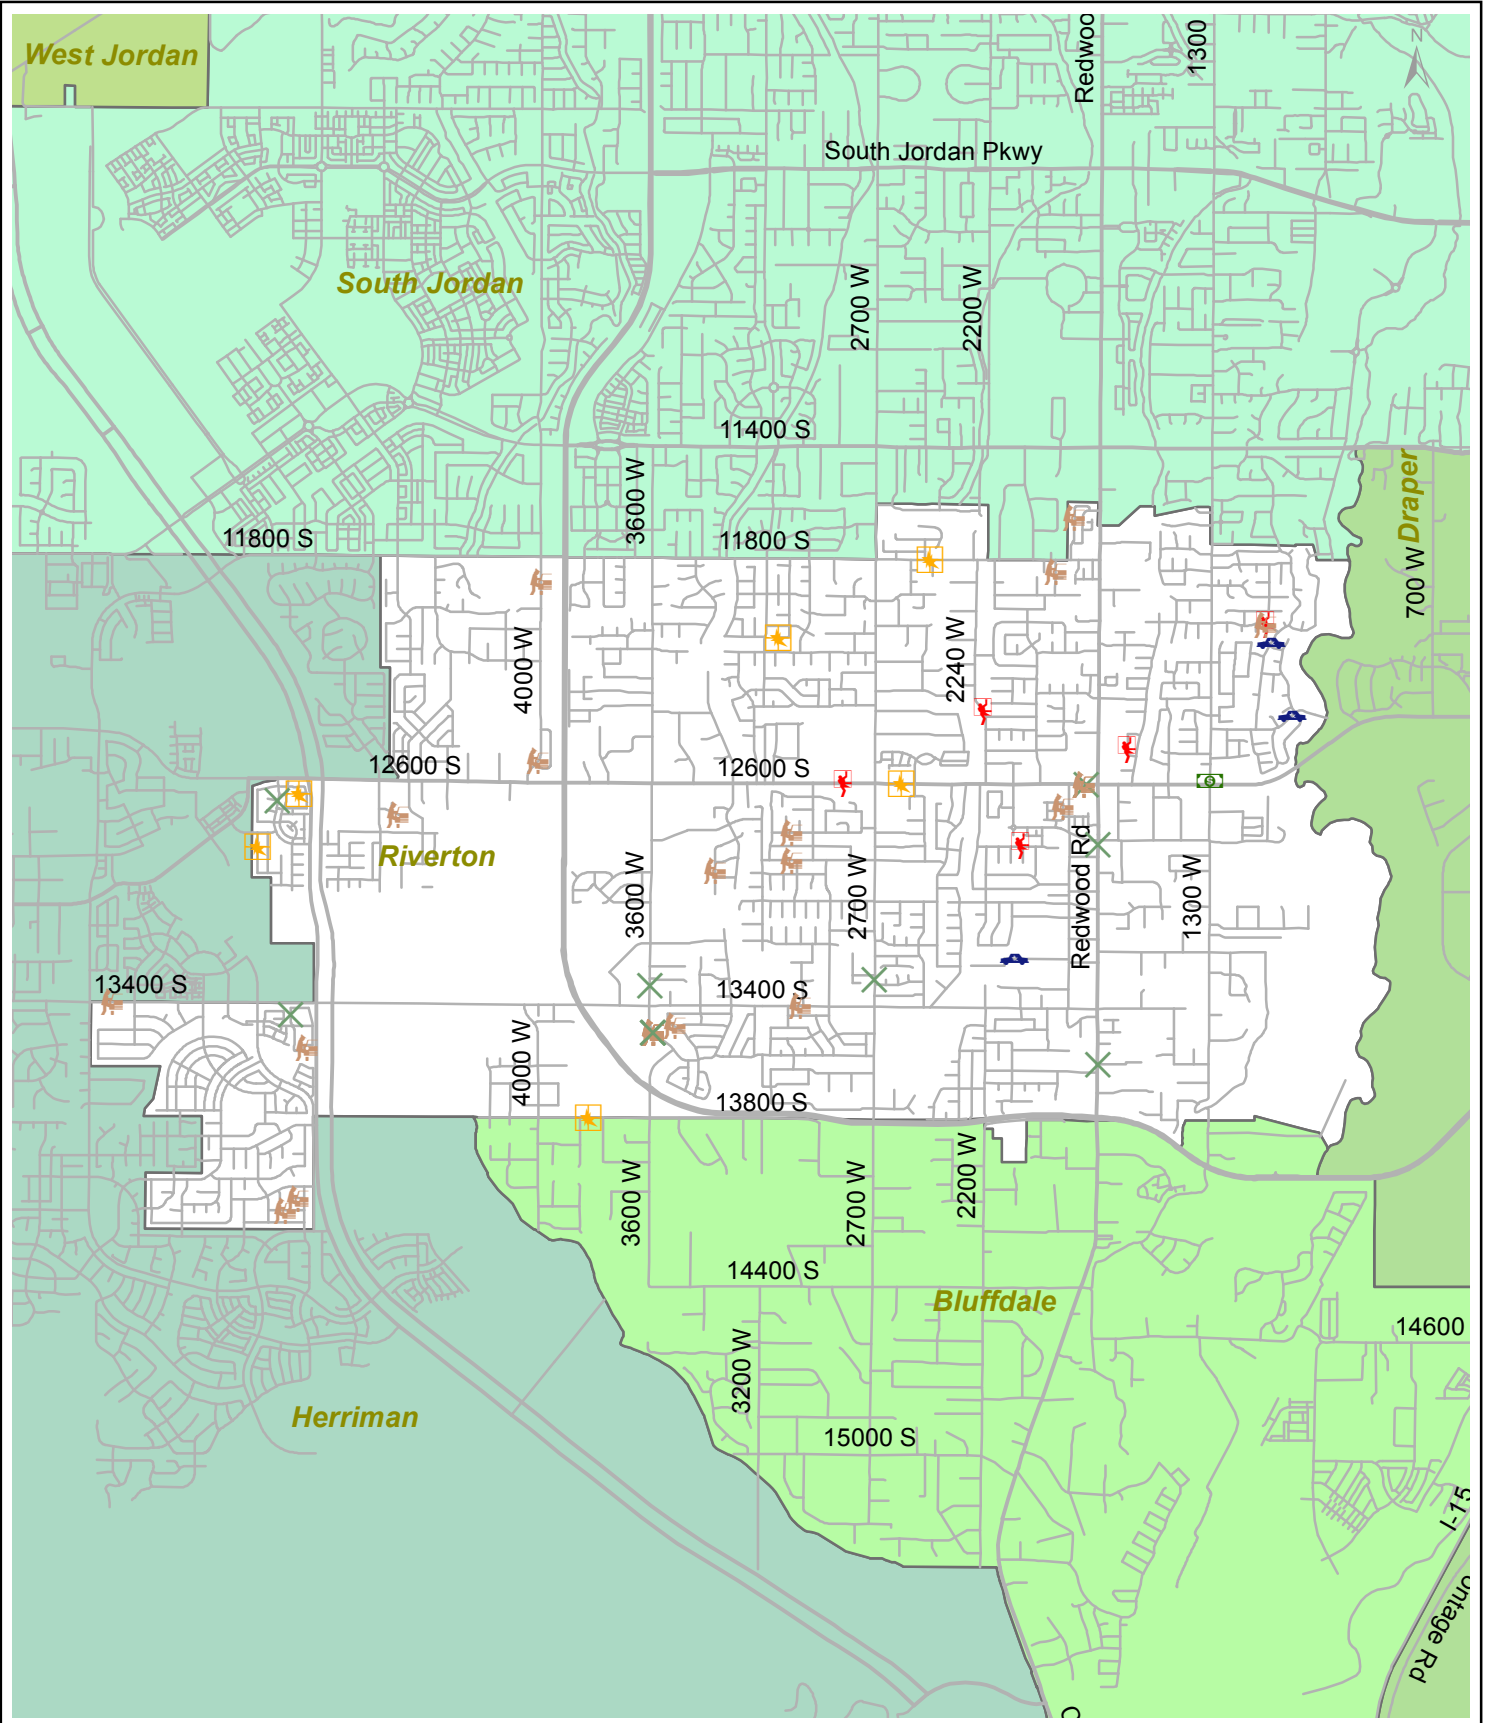 West Jordan
Redwoo
1300
N
South Jordan Pkwy
South Jordan
2700 W
2200 W
11400 S
3600 W
Draper
11800 S
11800 S
700 W
4000 W
2240 W
12600 S
12600 S
Riverton
Redwood Rd
3600 W
2700 W
1300 W
13400 S
13400 S
4000 W
13800 S
3600 W
2700 W
2200 W
14400 S
Bluffdale
14600
3200 W
Herriman
15000 S
I-15
ontage Rd